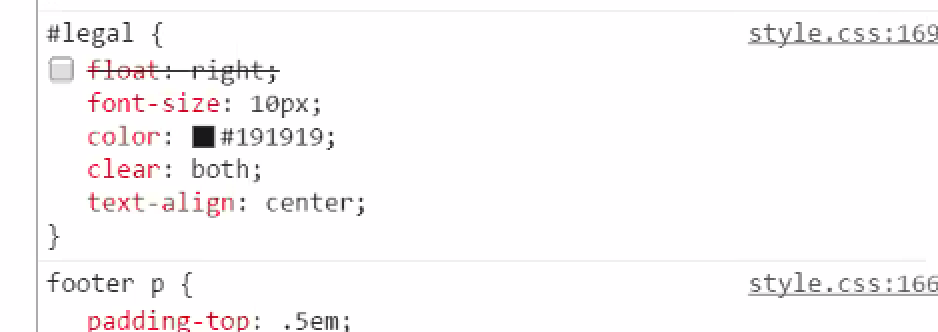 #legal { style.css:169
float: right;
font-size: 10px;
color: #191919;
clear: both;
text-align: center;
}
footer p { style.css:166
padding-top: .5em;